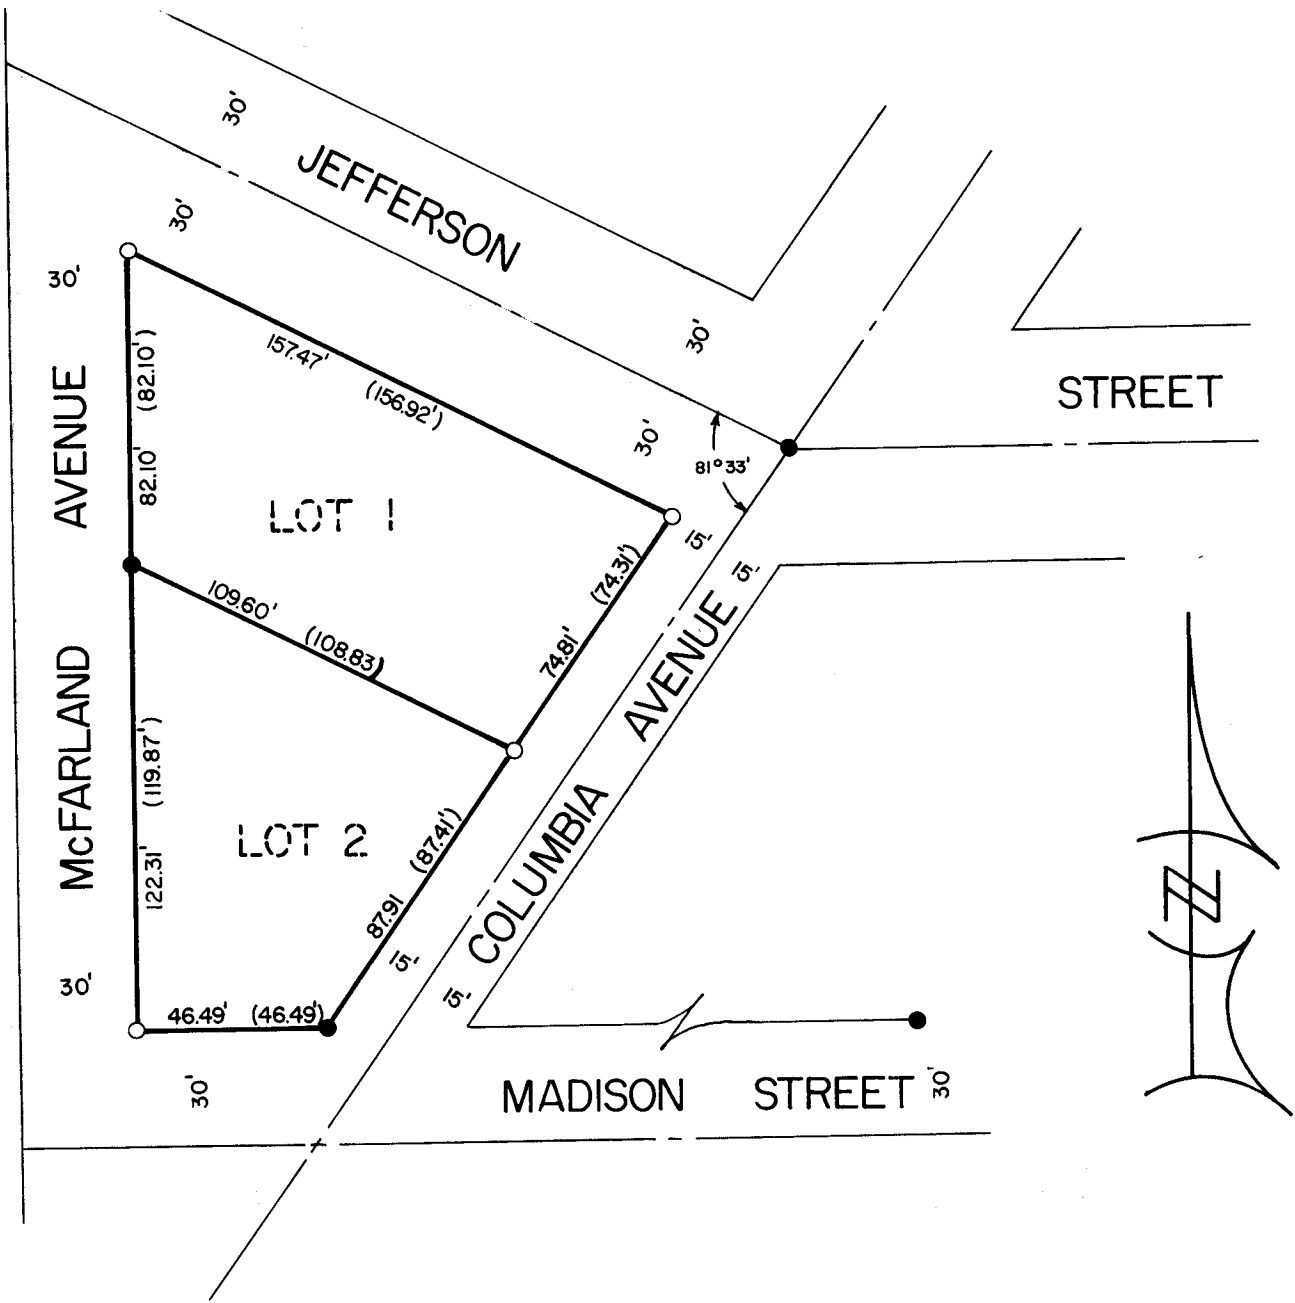 30'
JEFFERSON
30'
30'
30'
STREET
157.47' (156.92')
82.10' (82.10')
30'
81°33'
LOT 1
15'
15'
McFARLAND AVENUE
109.60' (108.83)
74.81' (74.31')
COLUMBIA AVENUE
122.31' (119.87')
LOT 2
87.91 (87.41')
N
15'
30'
15'
46.49' (46.49')
30'
MADISON STREET
30'